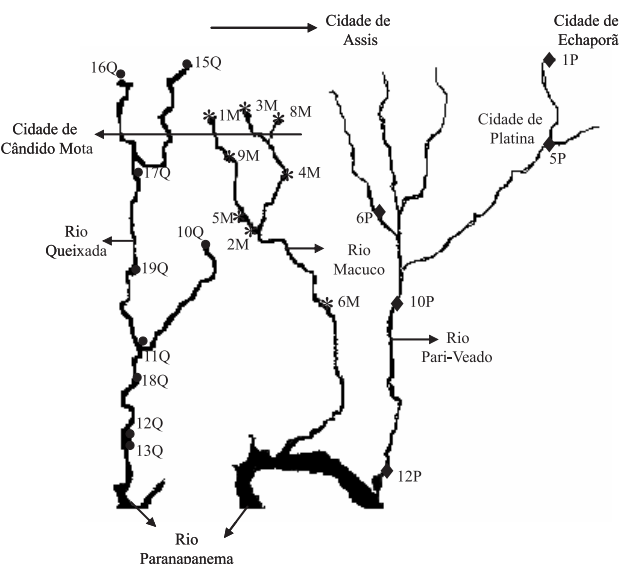 Cidade de
Assis
Cidade de
Echaporã
16Q
15Q
1P
1M
3M
8M
Cidade de
Cândido Mota
Cidade de
Platina
9M
5P
17Q
4M
5M
6P
Rio
Queixada
10Q
2M
Rio
Macuco
19Q
6M
10P
11Q
Rio
Pari-Veado
18Q
12Q
13Q
12P
Rio
Paranapanema